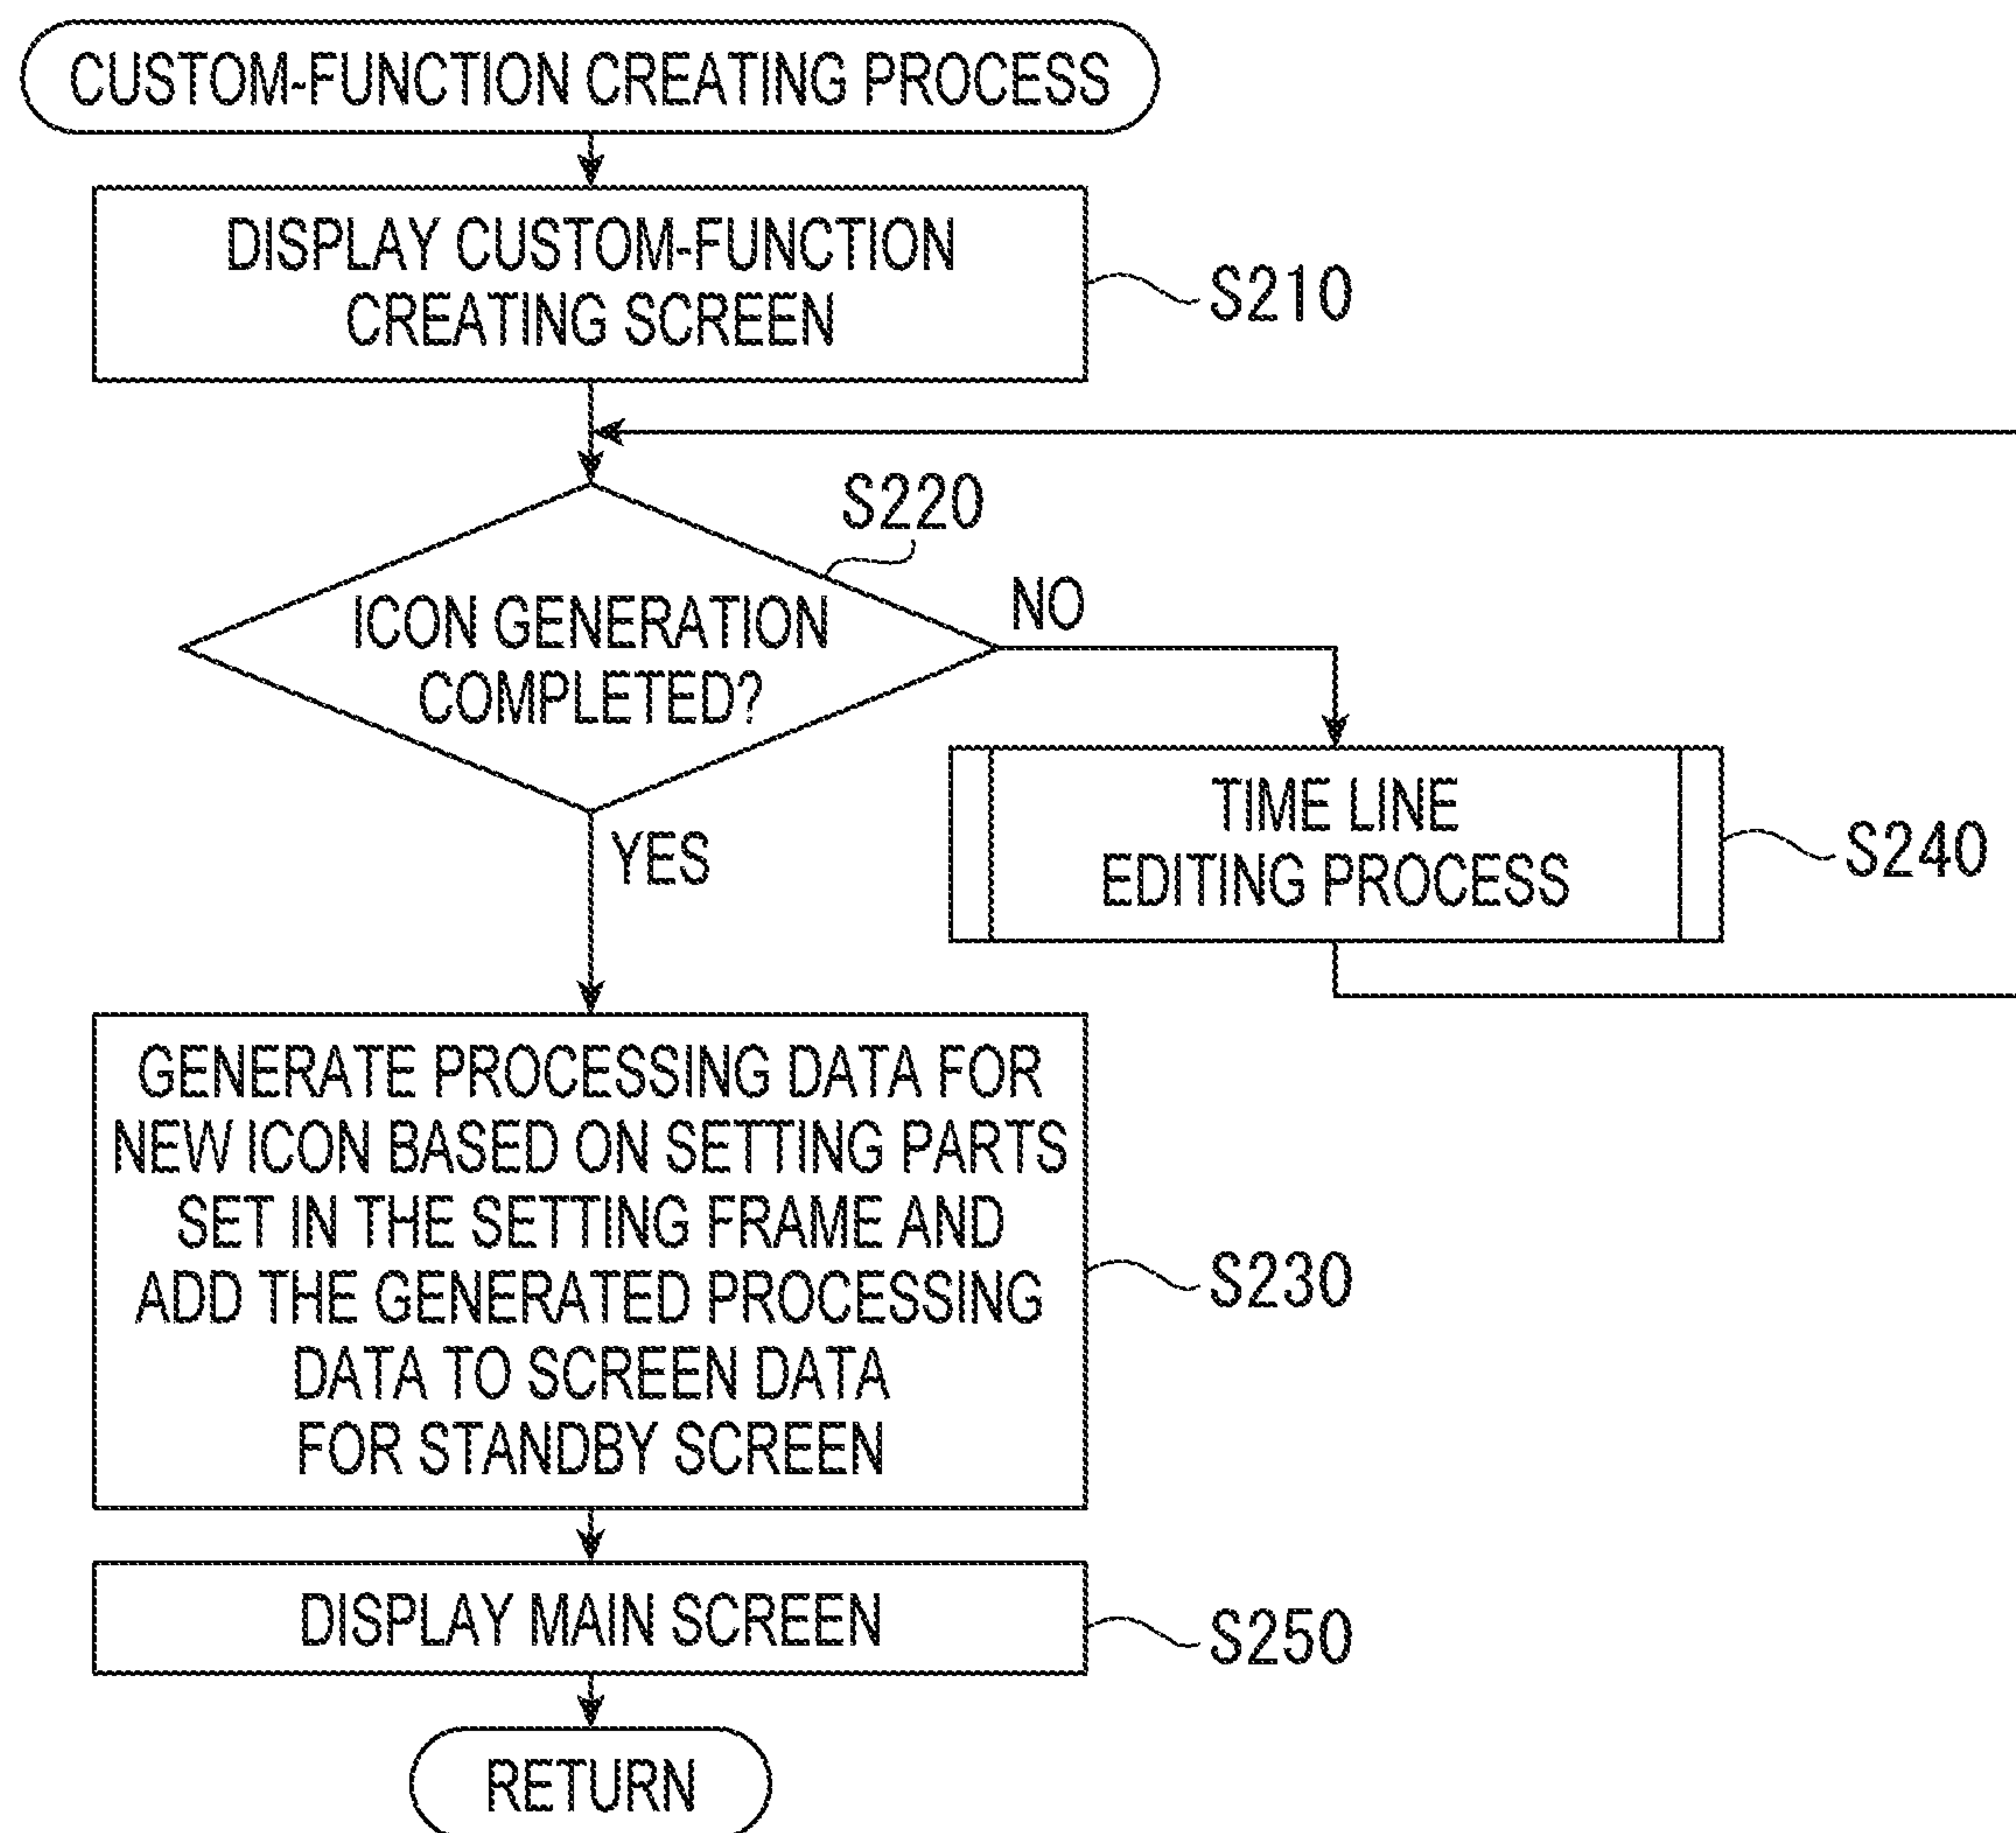 CUSTOM-FUNCTION CREATING PROCESS
DISPLAY CUSTOM-FUNCTION
CREATING SCREEN
S210
S220
ICON GENERATION
COMPLETED?
NO
YES
TIME LINE
EDITING PROCESS
S240
GENERATE PROCESSING DATA FOR
NEW ICON BASED ON SETTING PARTS
SET IN THE SETTING FRAME AND
ADD THE GENERATED PROCESSING
DATA TO SCREEN DATA
FOR STANDBY SCREEN
S230
DISPLAY MAIN SCREEN
S250
RETURN